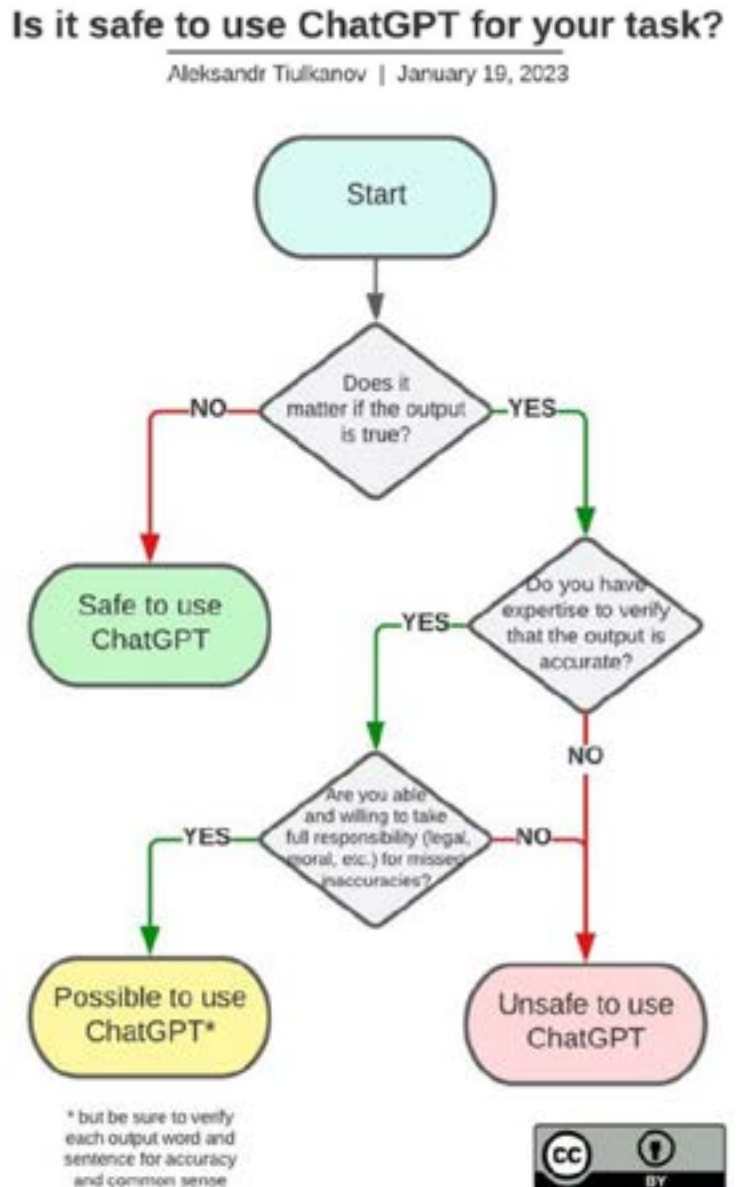 Is it safe to use ChatGPT for your task?
Aleksandr Tiulkanov | January 19, 2023
Start
Does it
matter if the output
is true?
NO
YES
Safe to use
ChatGPT
Do you have
expertise to verify
that the output is
accurate?
YES
NO
Are you able
and willing to take
full responsibility (legal,
moral, etc.) for missed
inaccuracies?
YES
NO
Possible to use
ChatGPT*
Unsafe to use
ChatGPT
* but be sure to verify
each output word and
sentence for accuracy
and common sense
cc
BY